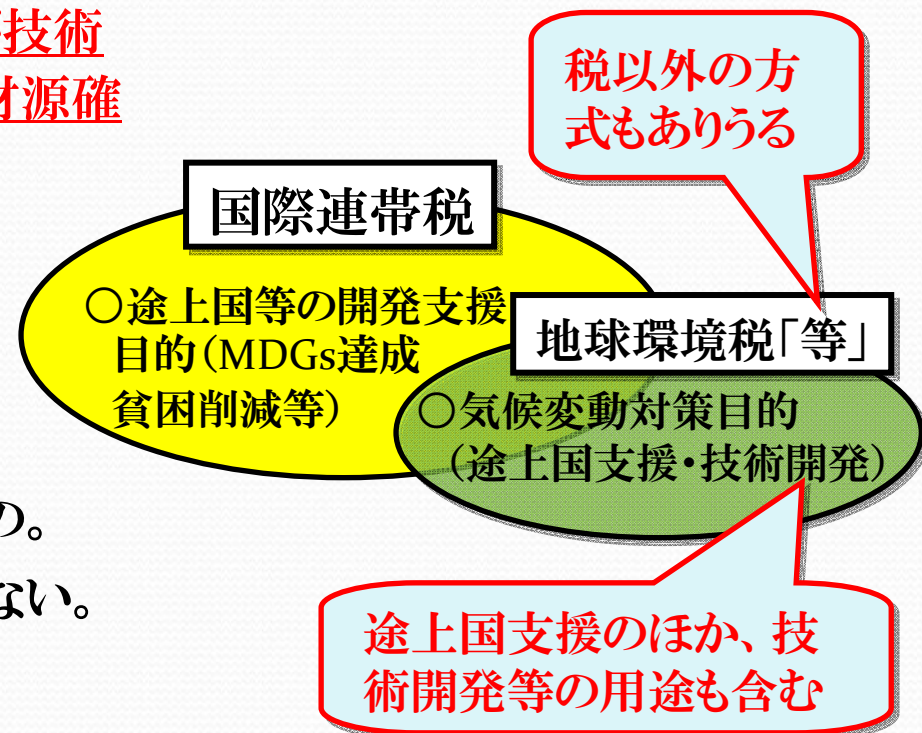 技術
財源確
税以外の方
式もありうる
国際連帯税
○途上国等の開発支援
目的(MDGs達成
貧困削減等)
地球環境税「等」
○気候変動対策目的
(途上国支援・技術開発)
の。
ない。
途上国支援のほか、技
術開発等の用途も含む